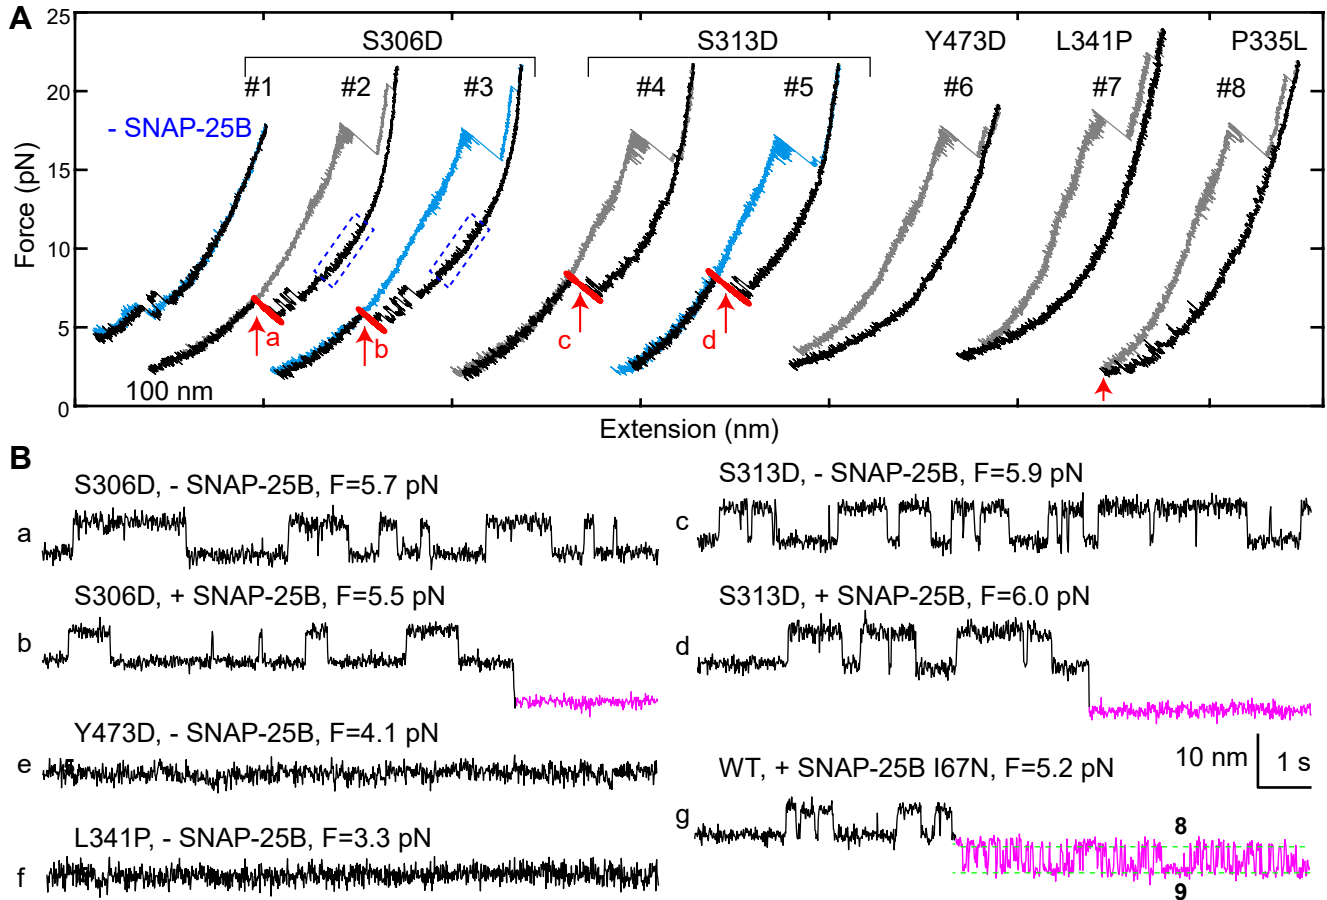 A
25
20
15
10
5
0
Force (pN)
S306D
S313D
Y473D
L341P
P335L
#1
#2
#3
#4
#5
#6
#7
#8
- SNAP-25B
a
b
c
d
100 nm
Extension (nm)
B
S306D, - SNAP-25B, F=5.7 pN
a
S313D, - SNAP-25B, F=5.9 pN
c
S306D, + SNAP-25B, F=5.5 pN
b
S313D, + SNAP-25B, F=6.0 pN
d
Y473D, - SNAP-25B, F=4.1 pN
e
10 nm
1 s
WT, + SNAP-25B I67N, F=5.2 pN
g
8
9
L341P, - SNAP-25B, F=3.3 pN
f